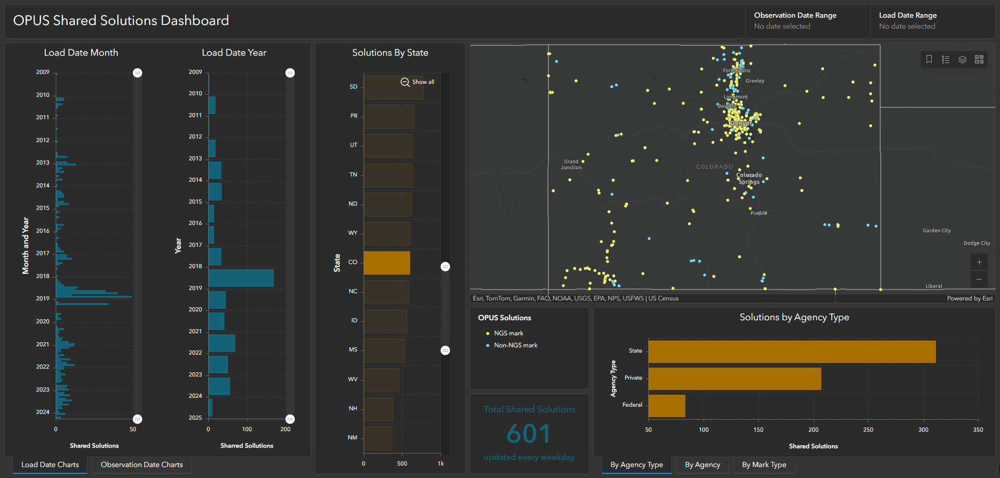 OPUS Shared Solutions Dashboard
Observation Date Range
No date selected
Load Date Range
No date selected
Load Date Month
Month and Year
2009
2010
2011
2012
2013
2014
2015
2016
2017
2018
2019
2020
2021
2022
2023
2024
0
50
Shared Solutions
Load Date Year
Year
2009
2010
2011
2012
2013
2014
2015
2016
2017
2018
2019
2020
2021
2022
2023
2024
2025
0
100
200
Sharred Sollutions
Load Date Charts
Observation Date Charts
Solutions By State
Show all
State
SD
PR
UT
TN
ND
WY
CO
NC
ID
MS
WV
NH
NM
0
500
1k
Fort Collins
Greeley
Longmont
Boulder
Denver
Grand
Junction
COLORADO
Colorado
Springs
Pueblo
Garden City
Dodge City
Liberal
+
−
Esri, TomTom, Garmin, FAO, NOAA, USGS, EPA, NPS, USFWS | US Census
Powered by Esri
OPUS Solutions
NGS mark
Non-NGS mark
Total Shared Solutions
601
updated every weekday
Solutions by Agency Type
Agency Type
State
Private
Federal
50
100
150
200
250
300
350
Shared Solutions
By Agency Type
By Agency
By Mark Type